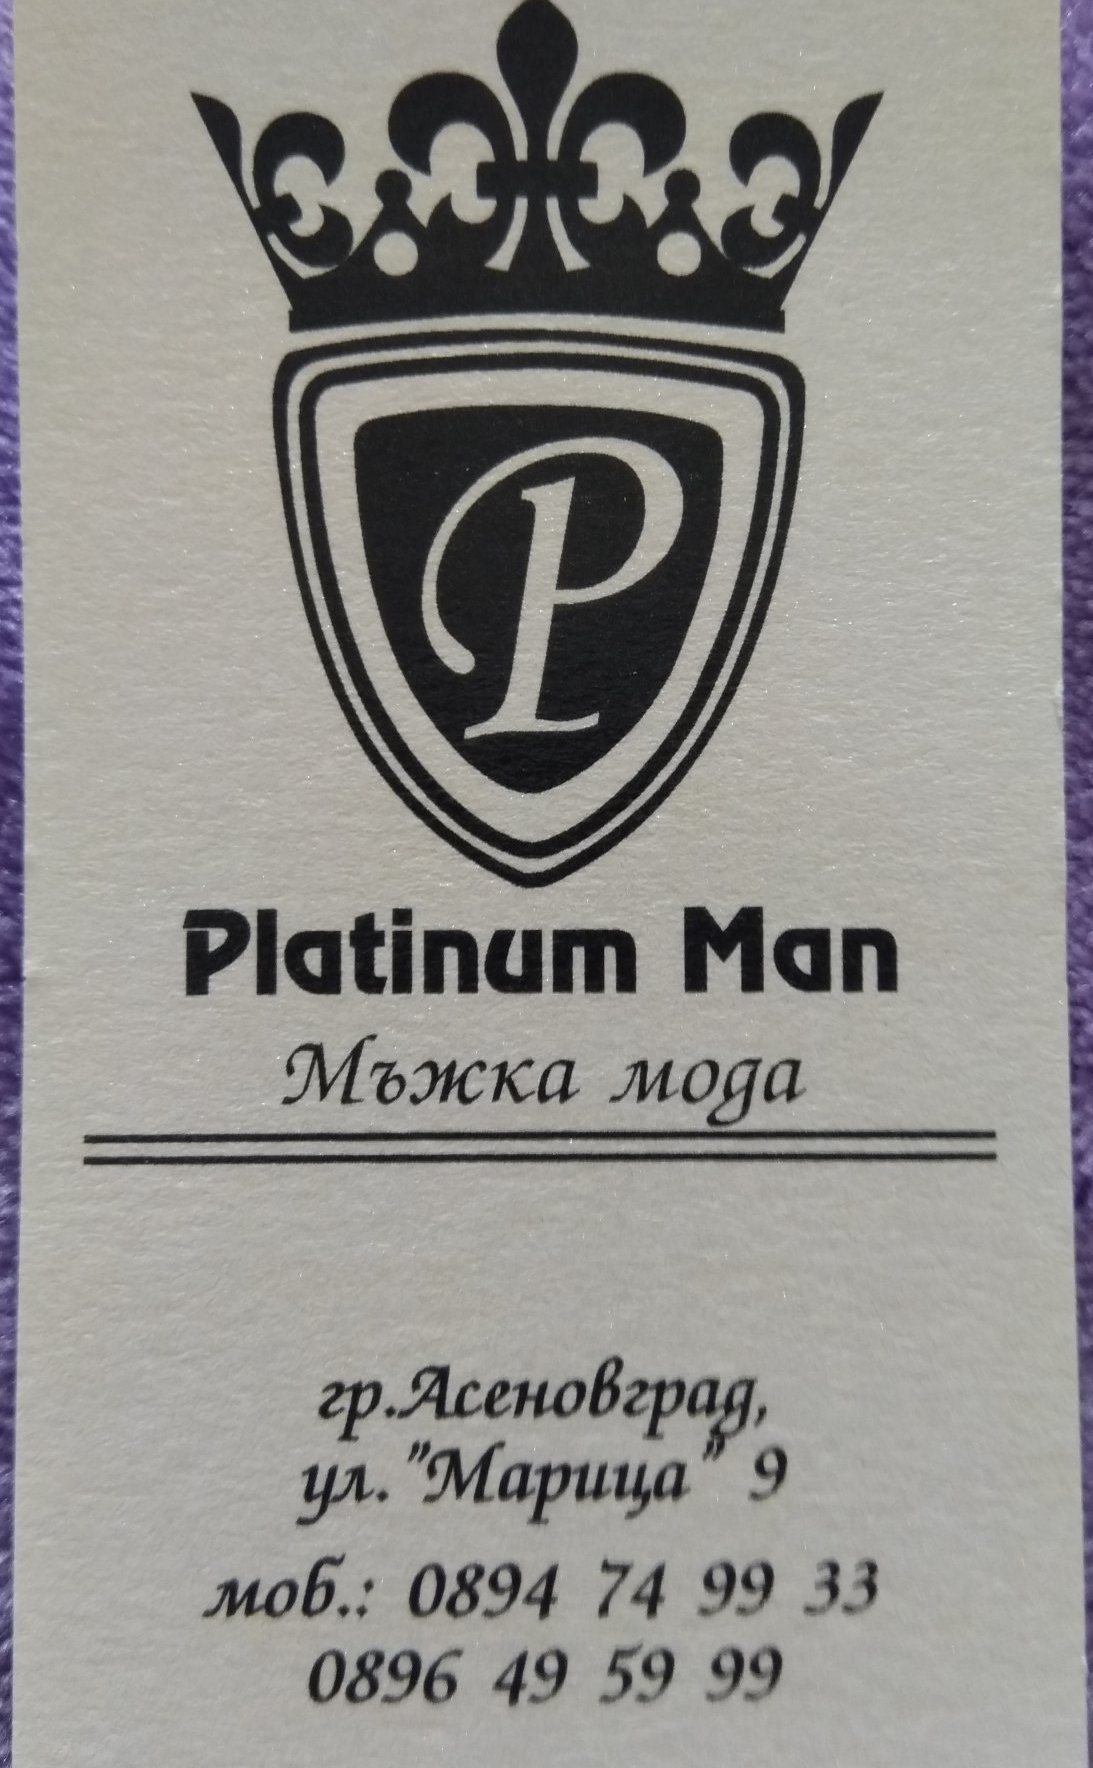 P
Platinum Man
Мъжка мода
гр.Асеновград,
ул."Марица" 9
моб.: 0894 74 99 33
0896 49 59 99